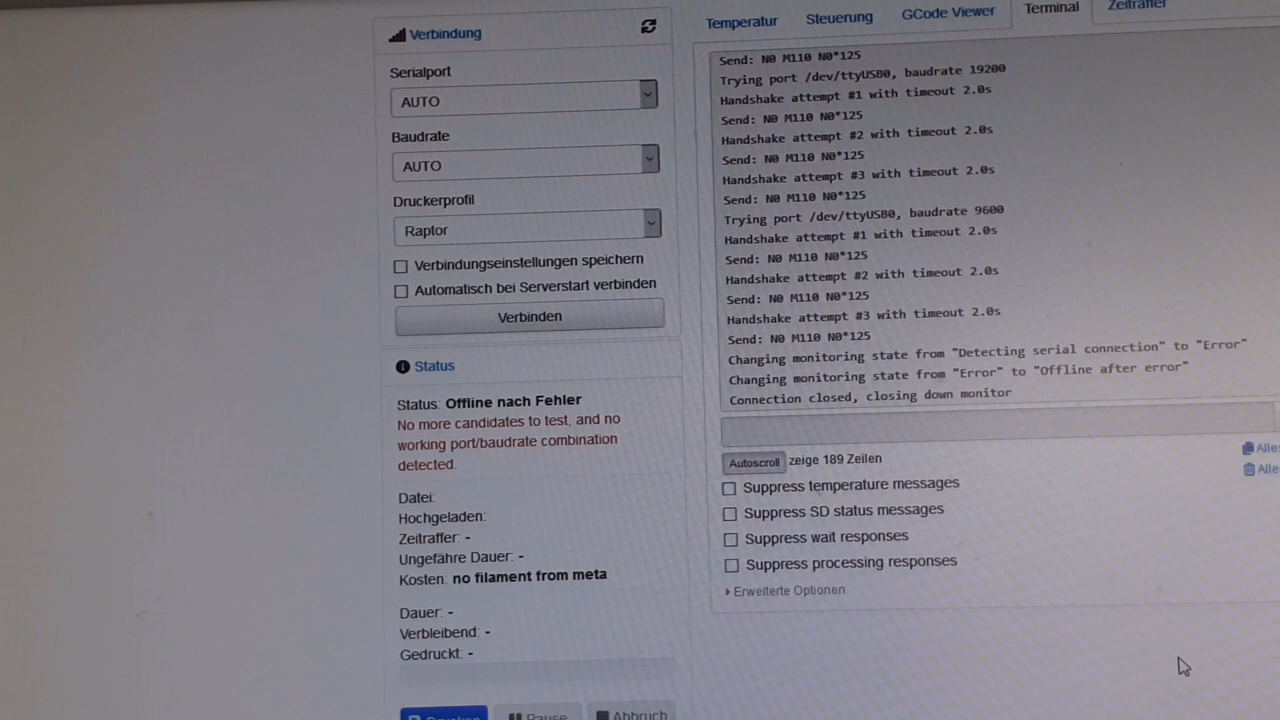 Verbindung
Serialport
AUTO
Baudrate
AUTO
Druckerprofil
Raptor
Verbindungseinstellungen speichern
Automatisch bei Serverstart verbinden
Verbinden
Status
Status: Offline nach Fehler
No more candidates to test, and no
working port/baudrate combination
detected.
Datei:
Hochgeladen:
Zeitraffer: -
Ungefähre Dauer: -
Kosten: no filament from meta
Dauer: -
Verbleibend: -
Gedruckt: -
Drucken Pause Abbruch
Temperatur Steuerung GCode Viewer Terminal Zeitraffer
Send: N0 M110 N0*125
Trying port /dev/ttyUSB0, baudrate 19200
Handshake attempt #1 with timeout 2.0s
Send: N0 M110 N0*125
Handshake attempt #2 with timeout 2.0s
Send: N0 M110 N0*125
Handshake attempt #3 with timeout 2.0s
Send: N0 M110 N0*125
Trying port /dev/ttyUSB0, baudrate 9600
Handshake attempt #1 with timeout 2.0s
Send: N0 M110 N0*125
Handshake attempt #2 with timeout 2.0s
Send: N0 M110 N0*125
Handshake attempt #3 with timeout 2.0s
Send: N0 M110 N0*125
Changing monitoring state from "Detecting serial connection" to "Error"
Changing monitoring state from "Error" to "Offline after error"
Connection closed, closing down monitor
Autoscroll zeige 189 Zeilen
Alle
Alle
Suppress temperature messages
Suppress SD status messages
Suppress wait responses
Suppress processing responses
Erweiterte Optionen